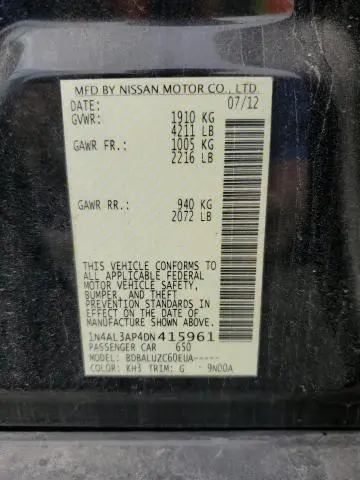 MFD BY NISSAN MOTOR CO., LTD.
DATE: 07/12
GVWR: 1910 KG
4211 LB
GAWR FR.: 1005 KG
2216 LB
GAWR RR.: 940 KG
2072 LB
THIS VEHICLE CONFORMS TO
ALL APPLICABLE FEDERAL
MOTOR VEHICLE SAFETY,
BUMPER, AND THEFT
PREVENTION STANDARDS IN
EFFECT ON THE DATE OF
MANUFACTURE SHOWN ABOVE.
1N4AL3AP4DN415961
PASSENGER CAR 650
MODEL: BDBALUZC60EUA-----
COLOR: KH3 TRIM: G 9N00A